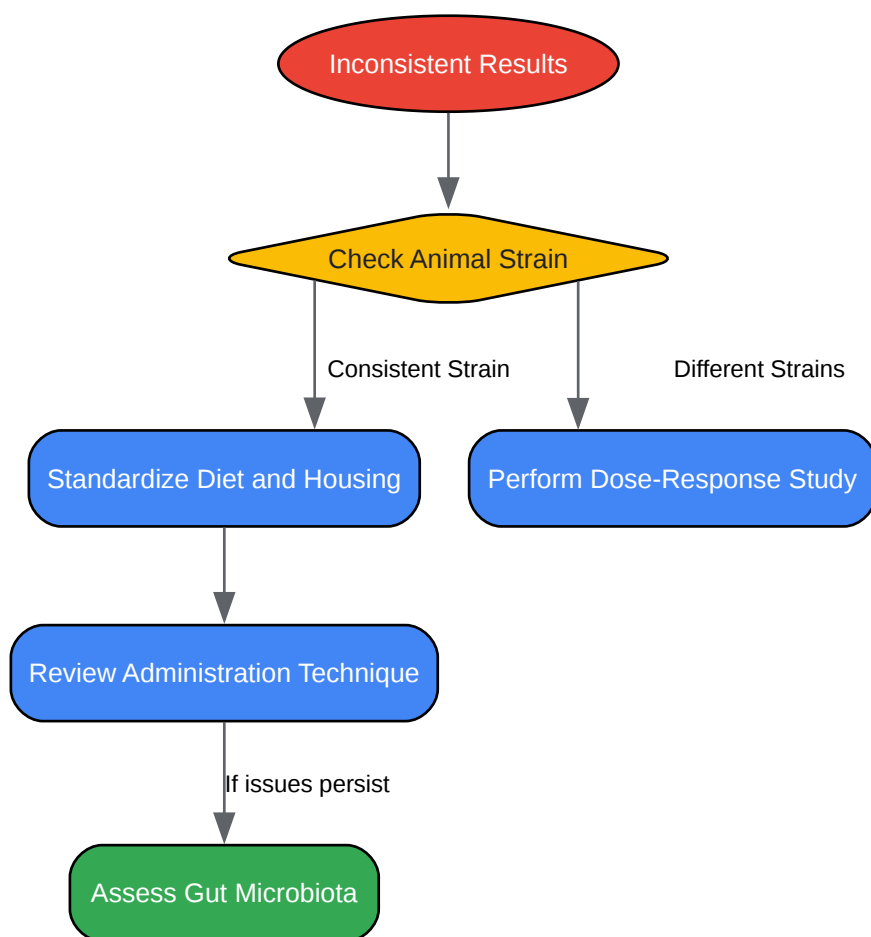 Inconsistent Results
Check Animal Strain
Consistent Strain
Different Strains
Standardize Diet and Housing
Perform Dose-Response Study
Review Administration Technique
If issues persist
Assess Gut Microbiota